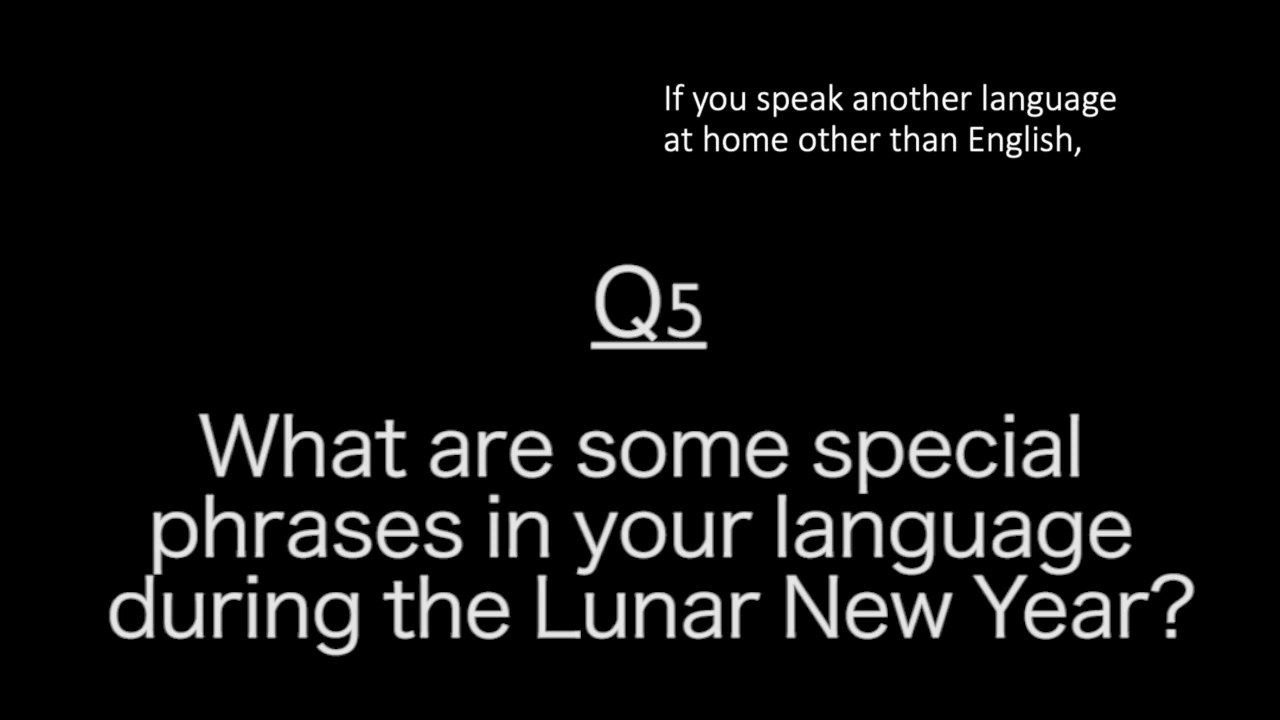 If you speak another language
at home other than English,
Q5
What are some special
phrases in your language
during the Lunar New Year?